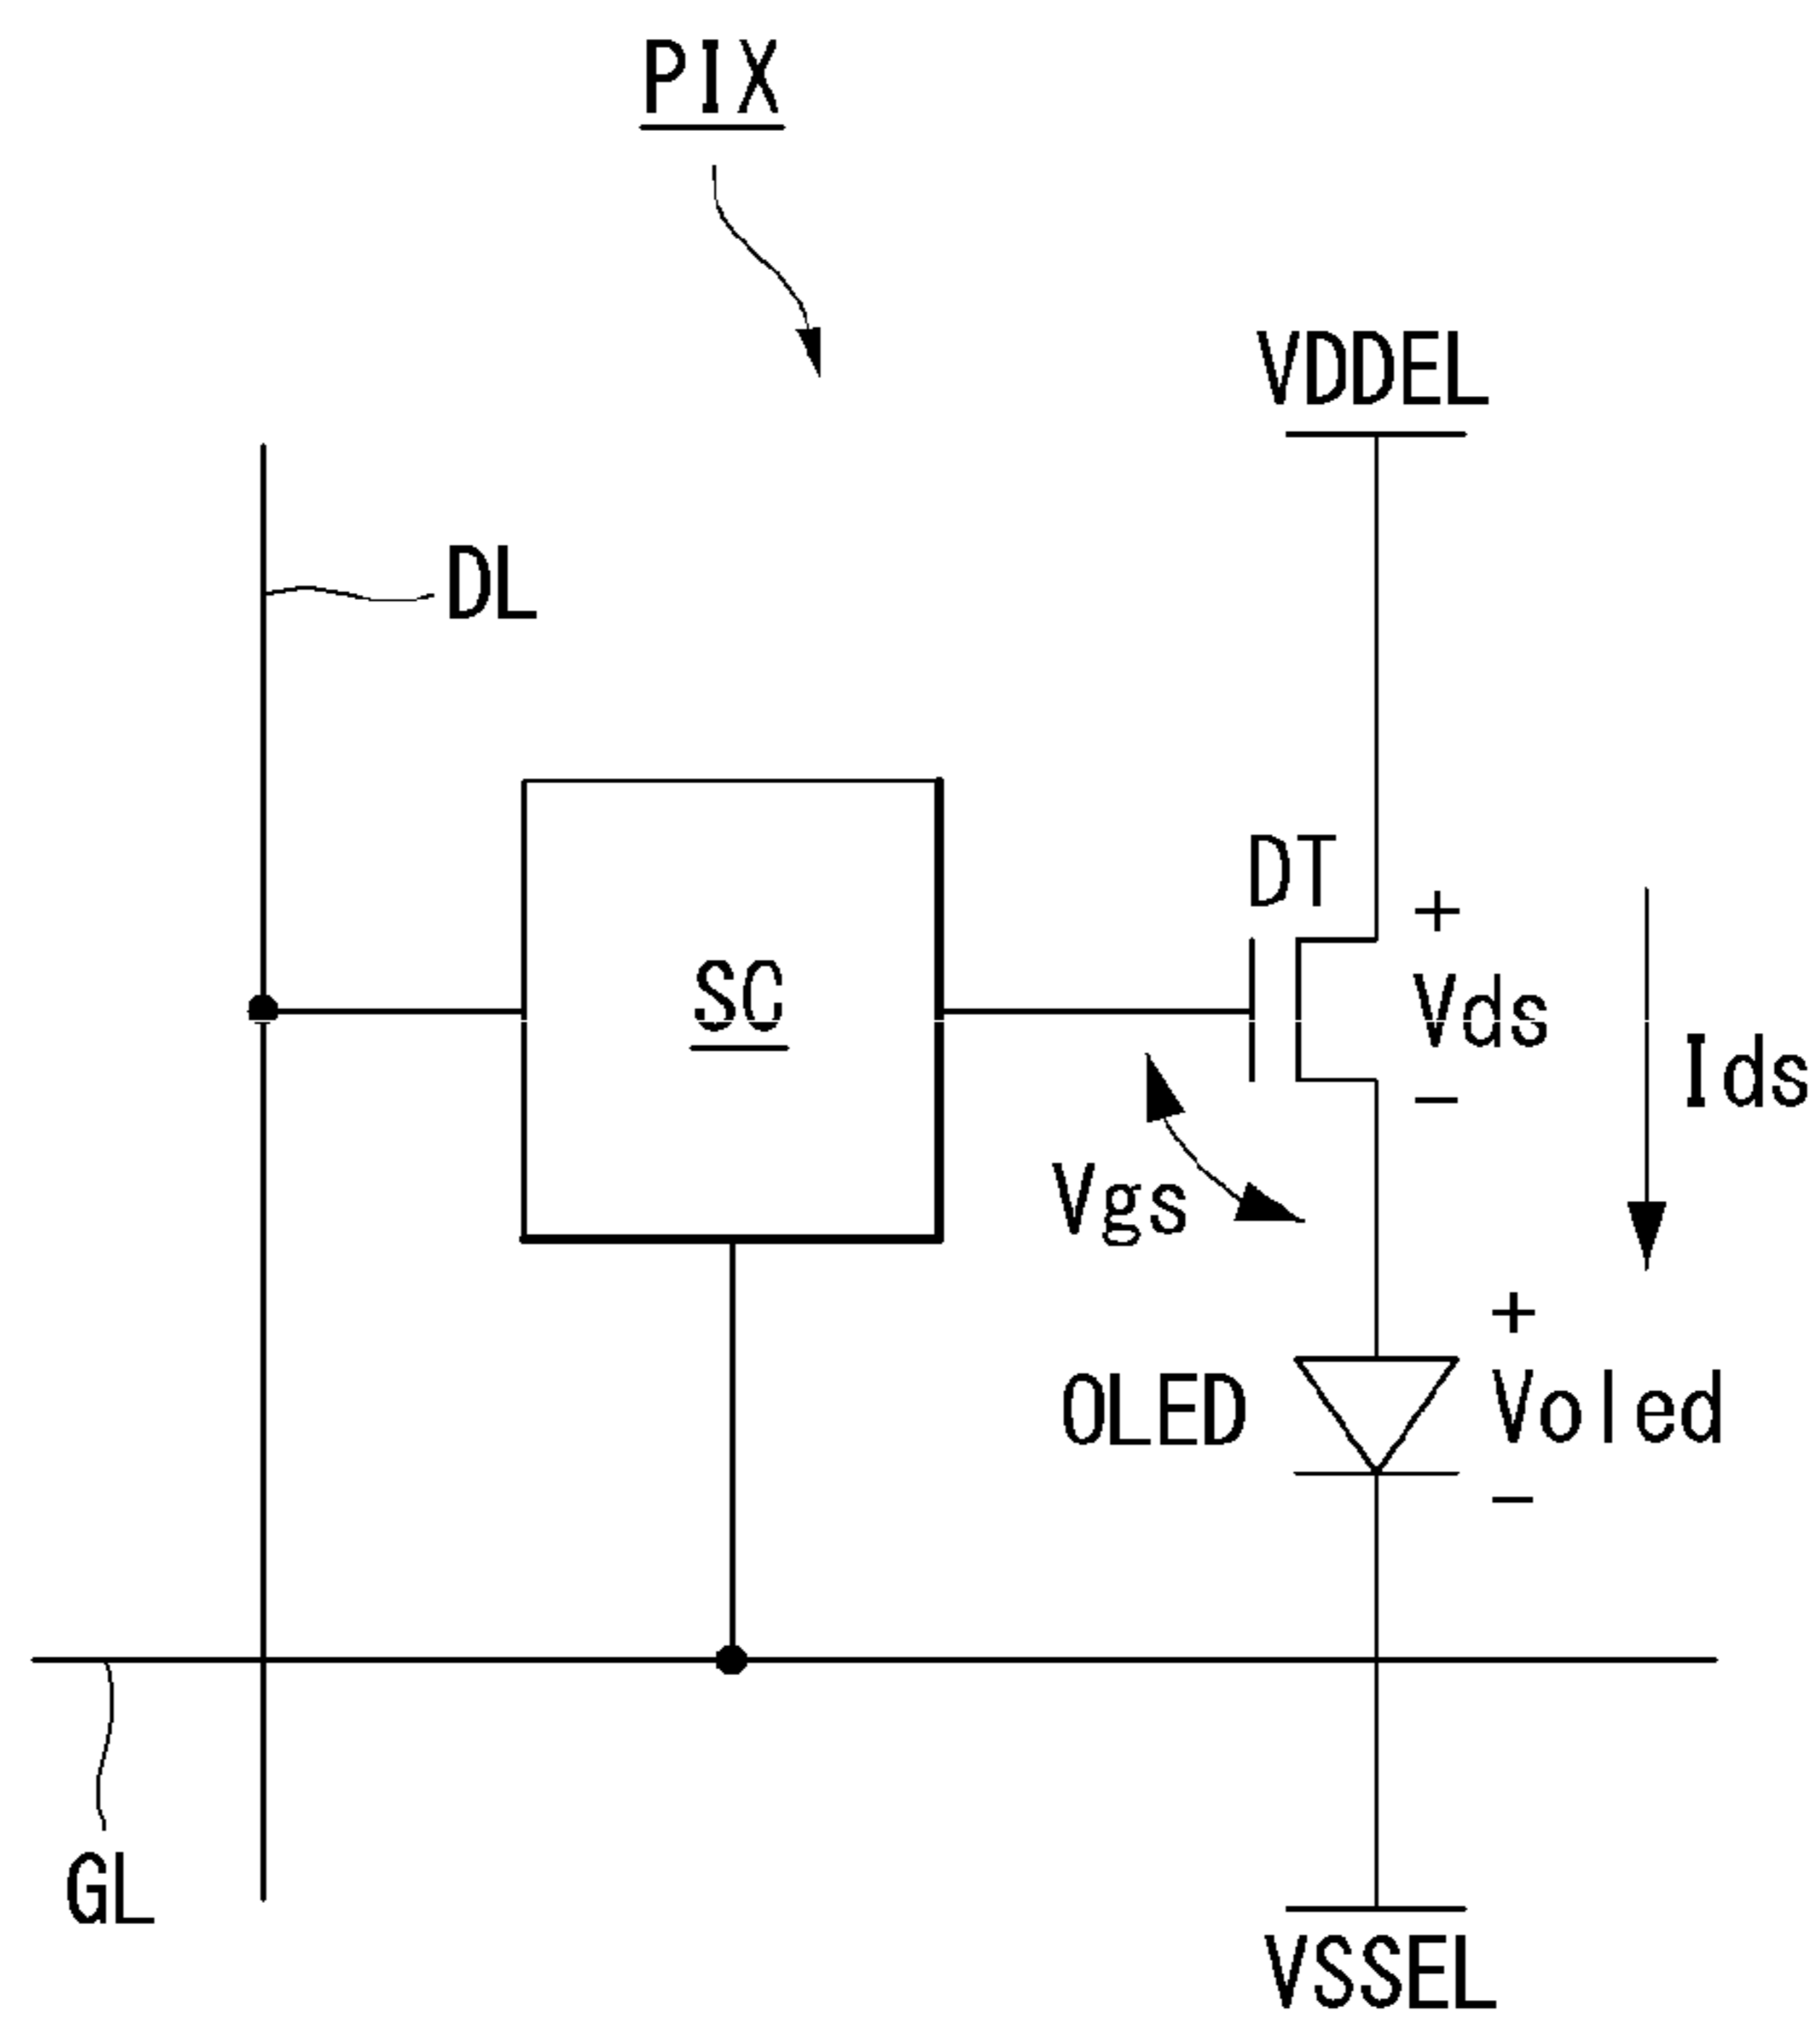 PIX
VDDEL
DL
DT
+
Vds
−
SC
Ids
Vgs
+
OLED
Voled
−
GL
VSSEL